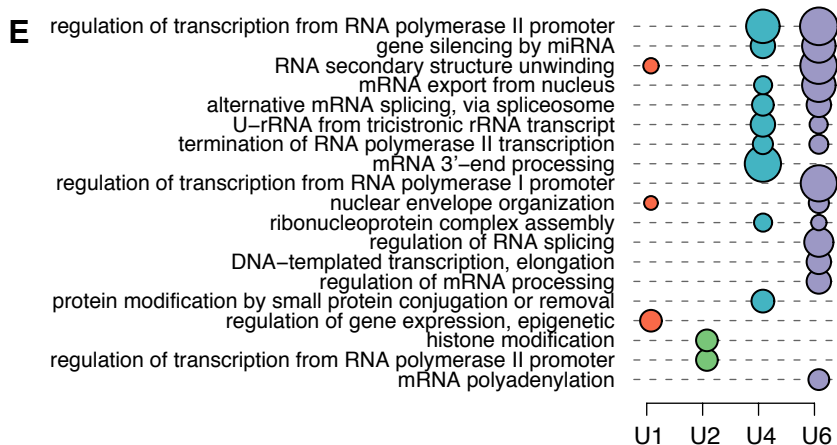 E
regulation of transcription from RNA polymerase II promoter
gene silencing by miRNA
RNA secondary structure unwinding
mRNA export from nucleus
alternative mRNA splicing, via spliceosome
U−rRNA from tricistronic rRNA transcript
termination of RNA polymerase II transcription
mRNA 3'−end processing
regulation of transcription from RNA polymerase I promoter
nuclear envelope organization
ribonucleoprotein complex assembly
regulation of RNA splicing
DNA−templated transcription, elongation
regulation of mRNA processing
protein modification by small protein conjugation or removal
regulation of gene expression, epigenetic
histone modification
regulation of transcription from RNA polymerase II promoter
mRNA polyadenylation
U1 U2 U4 U6